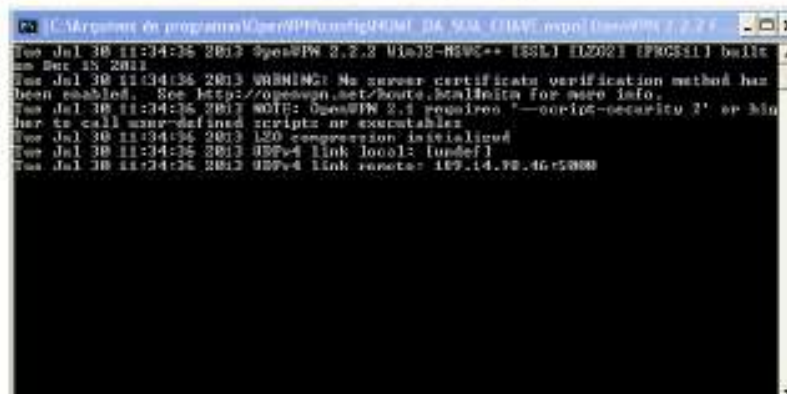 [C:\Arquivos de programas\OpenVPN\config\NOME_DA_SUA_CHAVE.ovpn] OpenVPN 2.2.2 F
Tue Jul 30 11:34:36 2013 OpenVPN 2.2.2 Win32-MSVC++ [SSL] [LZO2] [PKCS11] built
on Dec 15 2011
Tue Jul 30 11:34:36 2013 WARNING: No server certificate verification method has
been enabled.  See http://openvpn.net/howto.html#mitm for more info.
Tue Jul 30 11:34:36 2013 NOTE: OpenVPN 2.1 requires '--script-security 2' or hig
her to call user-defined scripts or executables
Tue Jul 30 11:34:36 2013 LZO compression initialized
Tue Jul 30 11:34:36 2013 UDPv4 link local: [undef]
Tue Jul 30 11:34:36 2013 UDPv4 link remote: